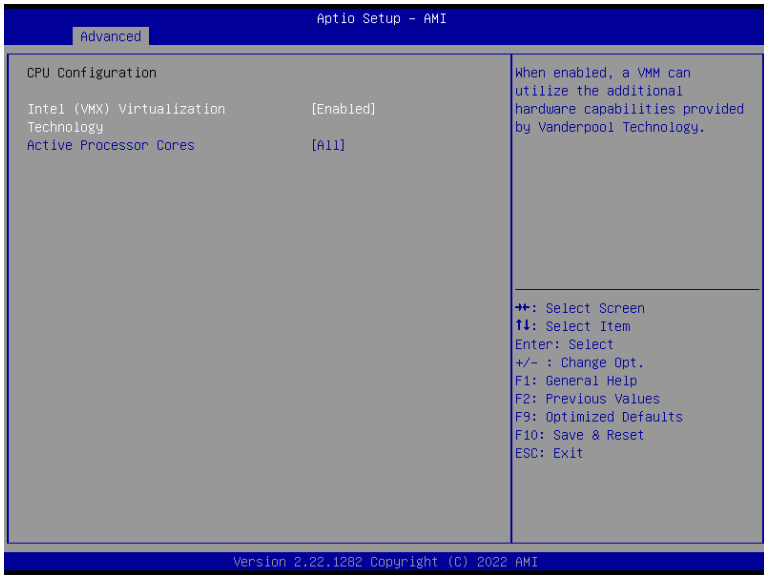 Aptio Setup – AMI
Advanced
CPU Configuration
Intel (VMX) Virtualization Technology [Enabled]
Active Processor Cores [All]
When enabled, a VMM can
utilize the additional
hardware capabilities provided
by Vanderpool Technology.
→←: Select Screen
↑↓: Select Item
Enter: Select
+/– : Change Opt.
F1: General Help
F2: Previous Values
F9: Optimized Defaults
F10: Save & Reset
ESC: Exit
Version 2.22.1282 Copyright (C) 2022 AMI